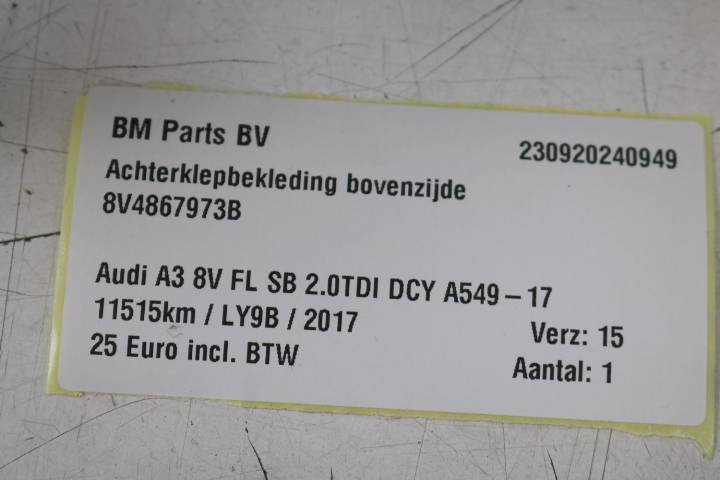 BM Parts BV
230920240949
Achterklepbekleding bovenzijde
8V4867973B
Audi A3 8V FL SB 2.0TDI DCY A549-17
11515km / LY9B / 2017
Verz: 15
25 Euro incl. BTW
Aantal: 1